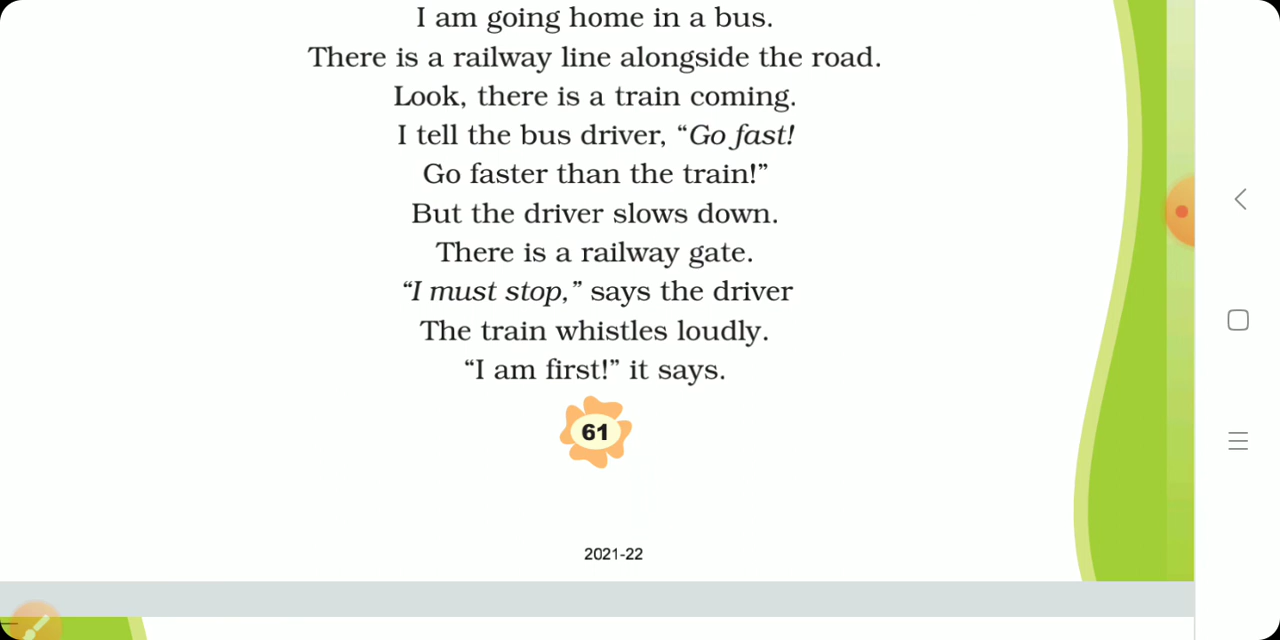 I am going home in a bus.
There is a railway line alongside the road.
Look, there is a train coming.
I tell the bus driver, “Go fast!
Go faster than the train!”
But the driver slows down.
There is a railway gate.
“I must stop,” says the driver
The train whistles loudly.
“I am first!” it says.
61
2021-22